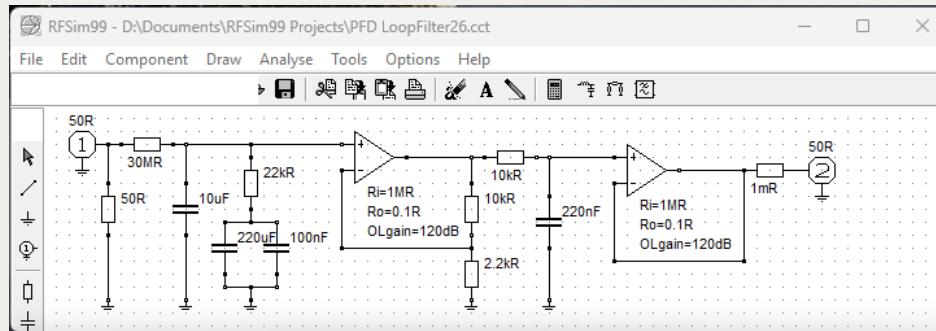 RFSim99 - D:\Documents\RFSim99 Projects\PFD LoopFilter26.cct
File Edit Component Draw Analyse Tools Options Help
A
50R
1
30MR
50R
10uF
22kR
220uF
100nF
Ri=1MR
Ro=0.1R
OLgain=120dB
10kR
10kR
2.2kR
220nF
Ri=1MR
Ro=0.1R
OLgain=120dB
1mR
50R
2